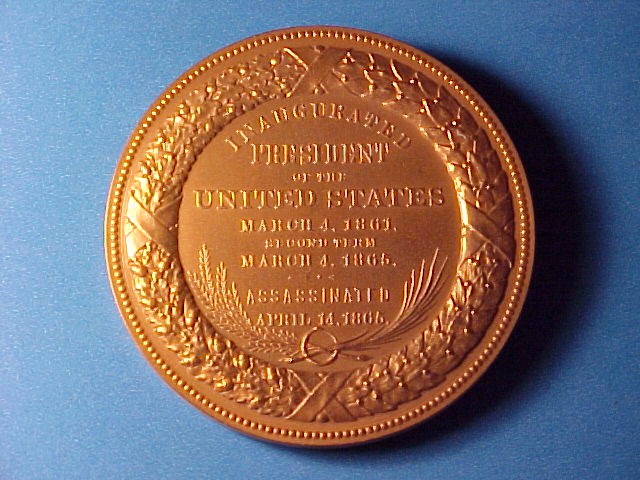 INAUGURATED
PRESIDENT
OF THE
UNITED STATES
MARCH 4, 1861.
SECOND TERM
MARCH 4, 1865.
ASSASSINATED
APRIL 14, 1865.